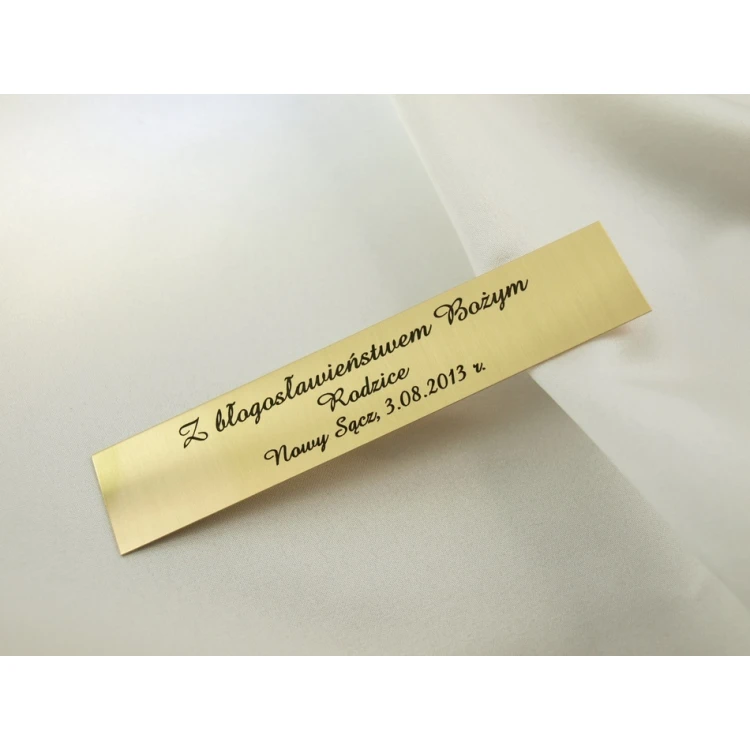 Z błogosławieństwem Bożym
Rodzice
Nowy Sącz, 3.08.2013 r.